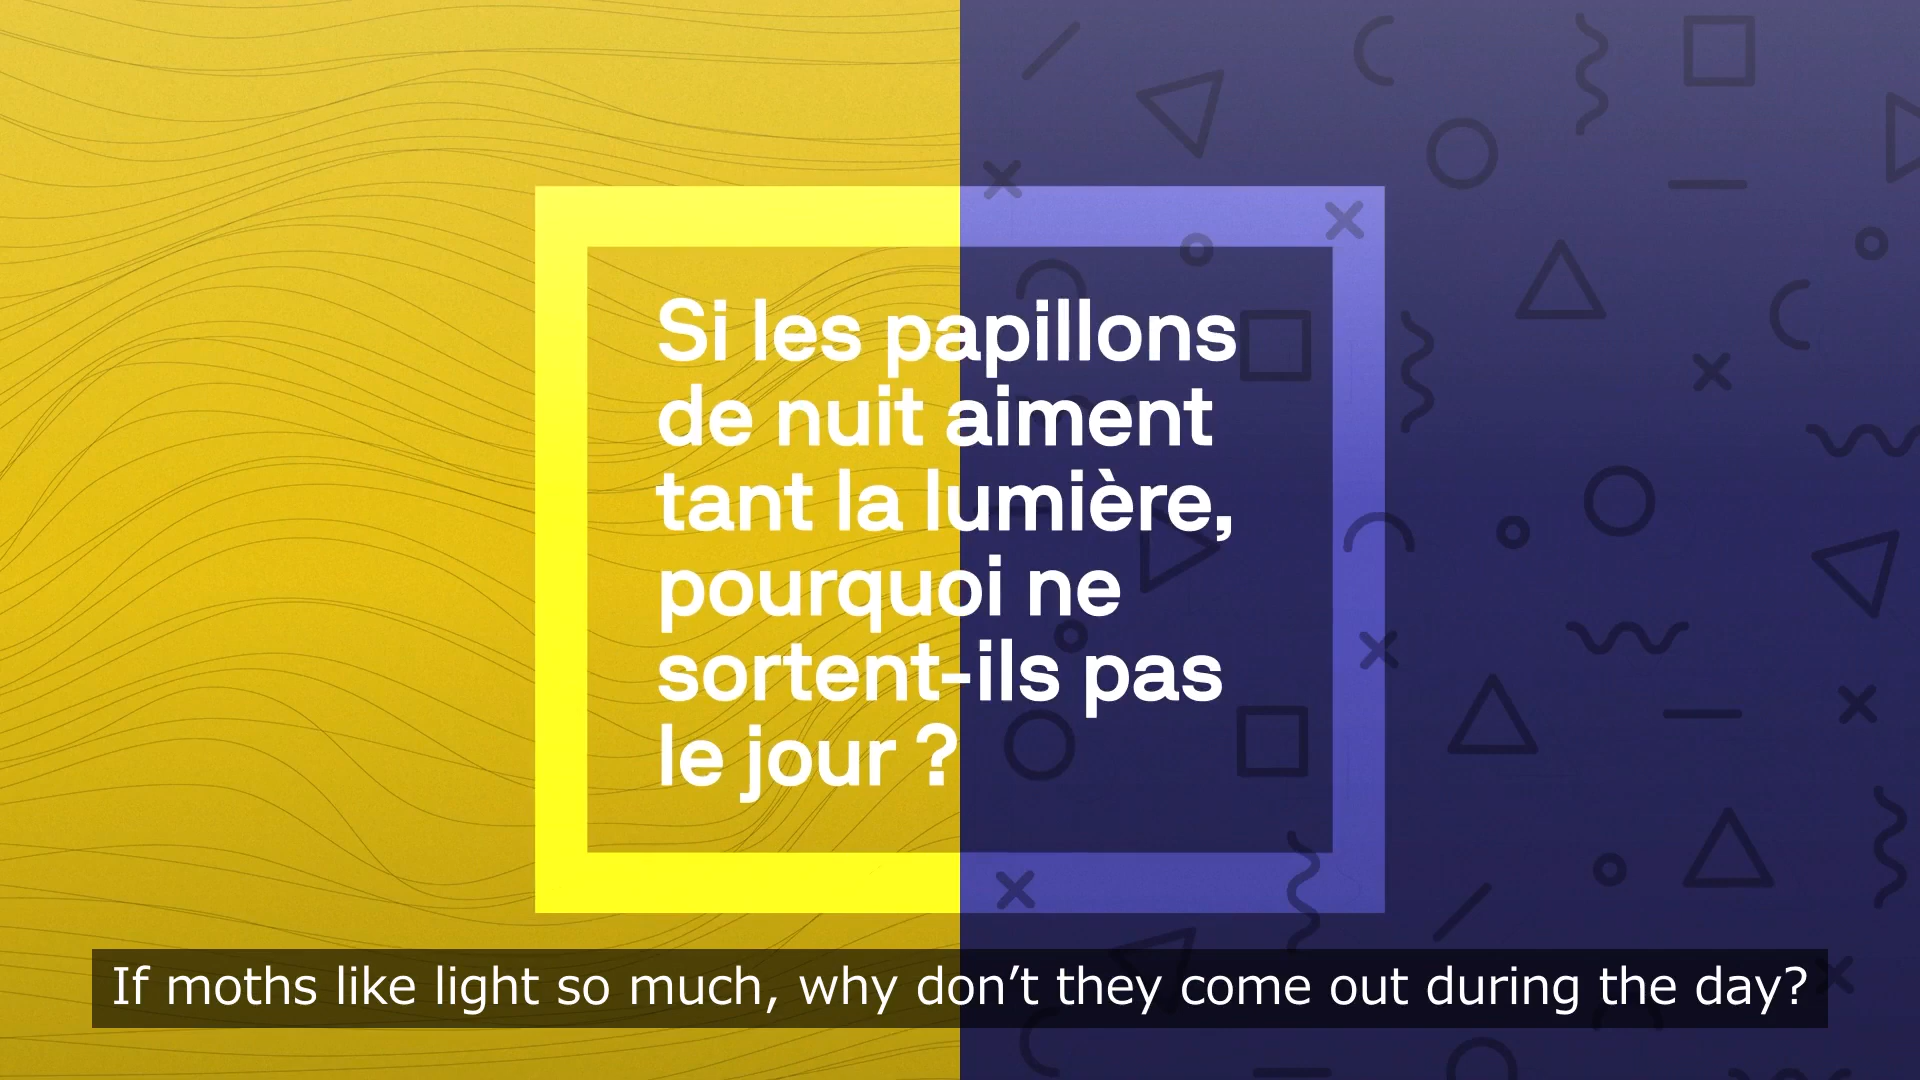 Si les papillons
de nuit aiment
tant la lumière,
pourquoi ne
sortent-ils pas
le jour ?
If moths like light so much, why don’t they come out during the day?